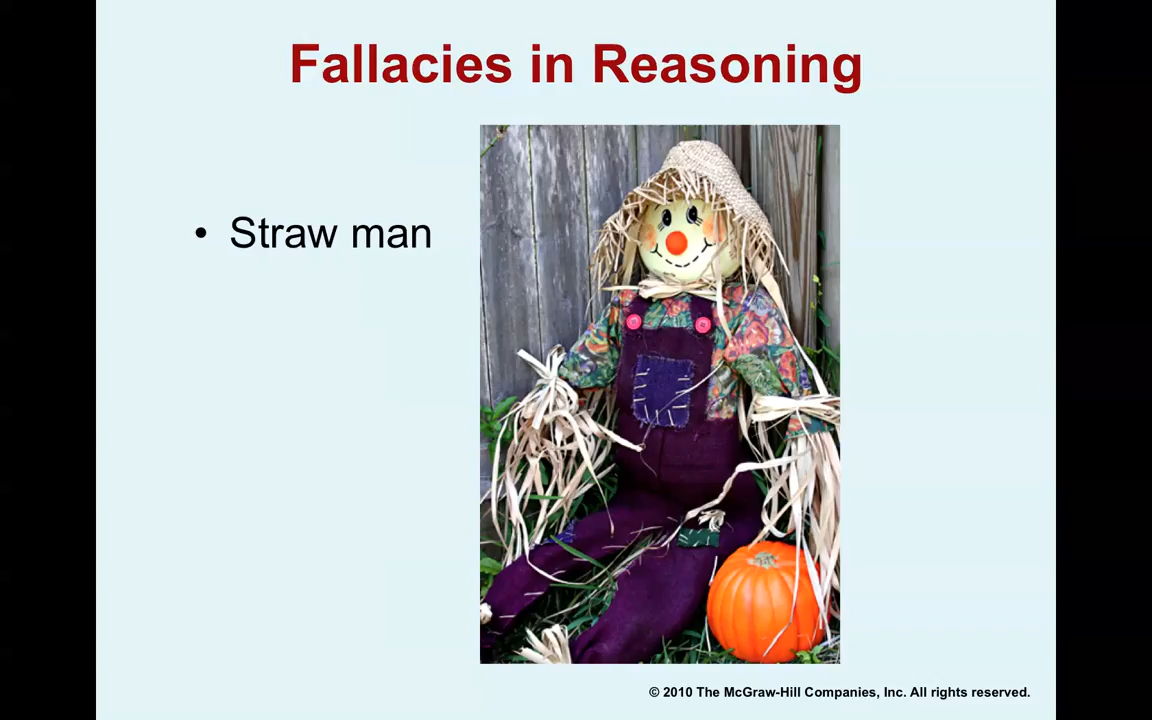 Fallacies in Reasoning
• Straw man
© 2010 The McGraw-Hill Companies, Inc. All rights reserved.